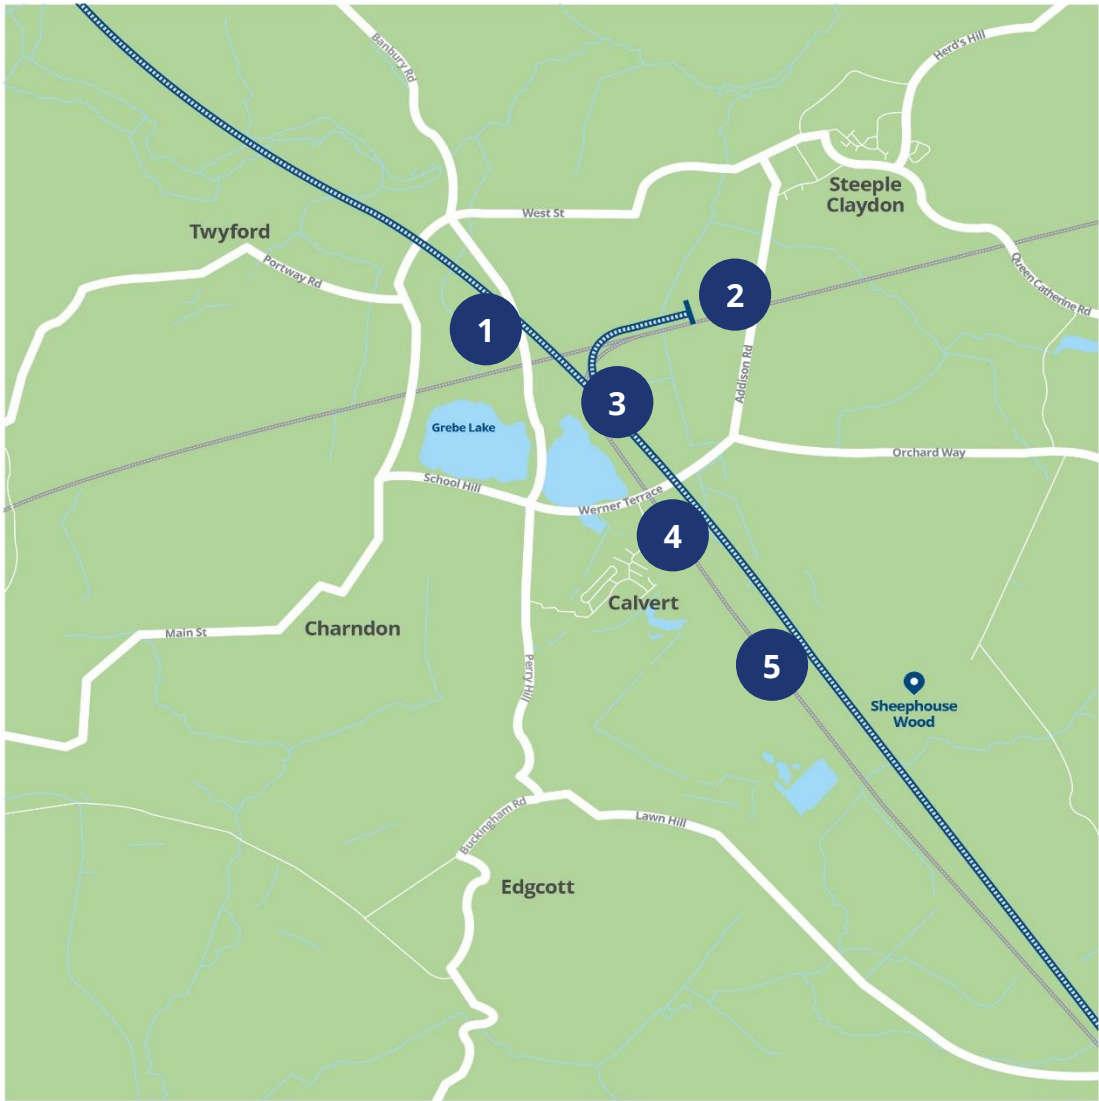 Banbury Rd
Herd's Hill
Steeple
Claydon
West St
Twyford
Portway Rd
Queen Catherine Rd
2
1
Addison Rd
3
Grebe Lake
Orchard Way
School Hill
Werner Terrace
4
Calvert
Charndon
Main St
5
Perry Hill
Sheephouse
Wood
Buckingham Rd
Lawn Hill
Edgcott